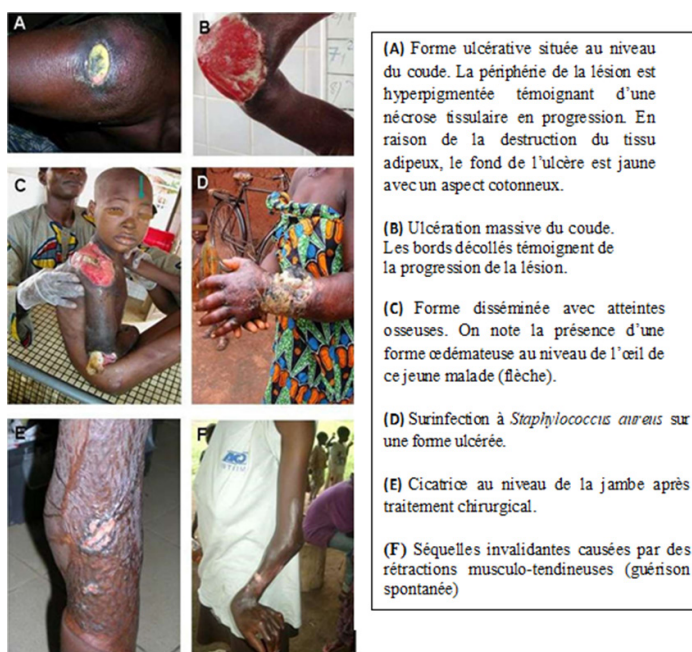 A
B
C
D
E
F
(A) Forme ulcérative située au niveau
du coude. La périphérie de la lésion est
hyperpigmentée témoignant d'une
nécrose tissulaire en progression. En
raison de la destruction du tissu
adipeux, le fond de l'ulcère est jaune
avec un aspect cotonneux.
(B) Ulcération massive du coude.
Les bords décollés témoignent de
la progression de la lésion.
(C) Forme disséminée avec atteintes
osseuses. On note la présence d'une
forme œdémateuse au niveau de l'œil de
ce jeune malade (flèche).
(D) Surinfection à Staphylococcus aureus sur
une forme ulcérée.
(E) Cicatrice au niveau de la jambe après
traitement chirurgical.
(F) Séquelles invalidantes causées par des
rétractions musculo-tendineuses (guérison
spontanée)